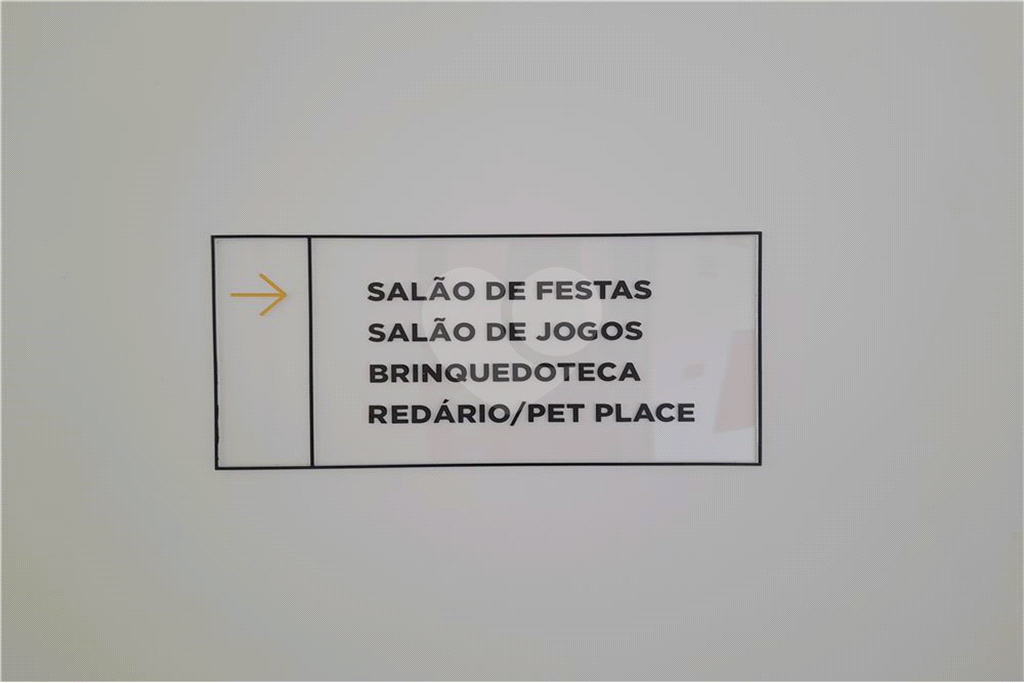 SALÃO DE FESTAS
SALÃO DE JOGOS
BRINQUEDOTECA
REDÁRIO/PET PLACE